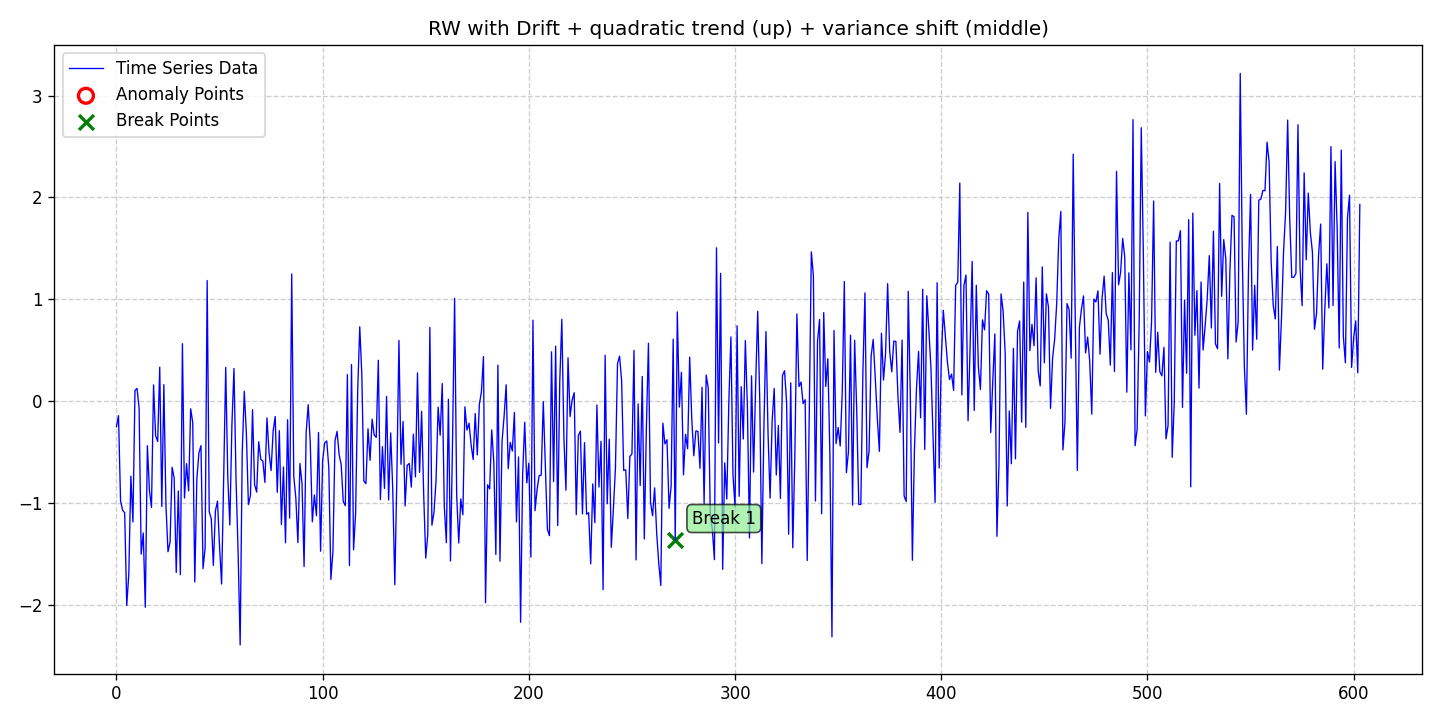 RW with Drift + quadratic trend (up) + variance shift (middle)
Time Series Data
Anomaly Points
Break Points
3
2
1
0
−1
−2
Break 1
0 100 200 300 400 500 600